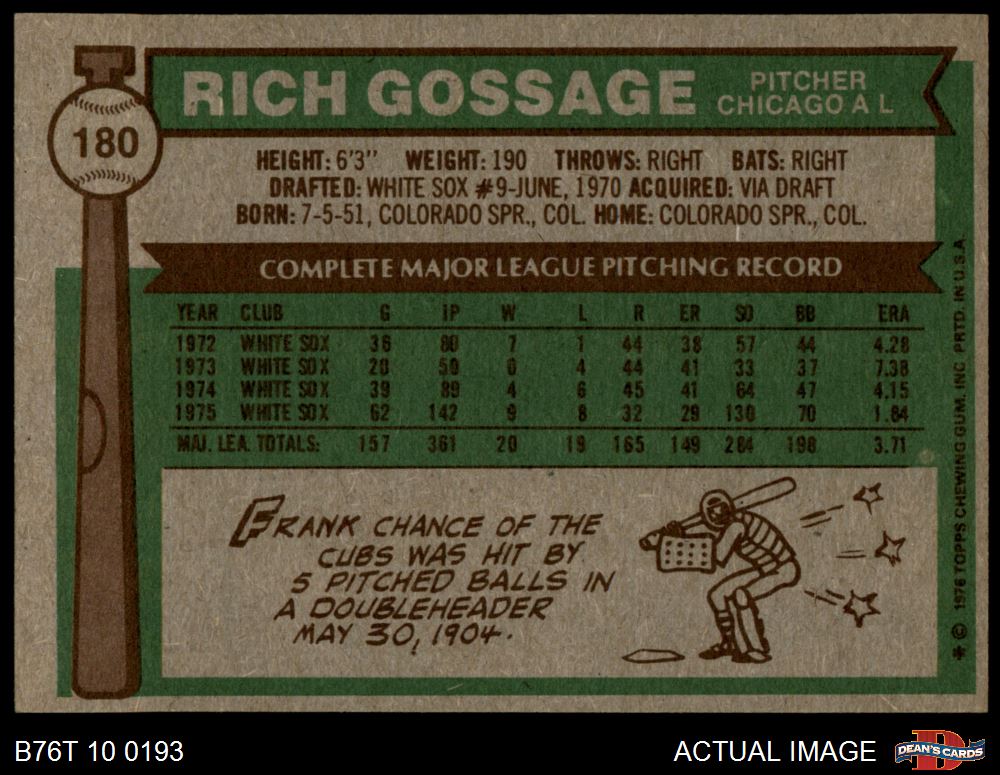 RICH GOSSAGE
PITCHER
CHICAGO A L
180
HEIGHT: 6'3" WEIGHT: 190 THROWS: RIGHT BATS: RIGHT
DRAFTED: WHITE SOX #9-JUNE, 1970 ACQUIRED: VIA DRAFT
BORN: 7-5-51, COLORADO SPR., COL. HOME: COLORADO SPR., COL.
COMPLETE MAJOR LEAGUE PITCHING RECORD
YEAR CLUB G IP W L R ER SO BB ERA
1972 WHITE SOX 36 80 7 1 44 38 57 44 4.28
1973 WHITE SOX 20 50 0 4 44 41 33 37 7.38
1974 WHITE SOX 39 89 4 6 45 41 64 47 4.15
1975 WHITE SOX 62 142 9 8 32 29 130 70 1.84
MAJ. LEA. TOTALS: 157 361 20 19 165 149 284 198 3.71
FRANK CHANCE OF THE
CUBS WAS HIT BY
5 PITCHED BALLS IN
A DOUBLEHEADER
MAY 30, 1904.
* © 1976 TOPPS CHEWING GUM, INC. PRTD. IN U.S.A.
B76T 10 0193
ACTUAL IMAGE
D
DEAN'S CARDS